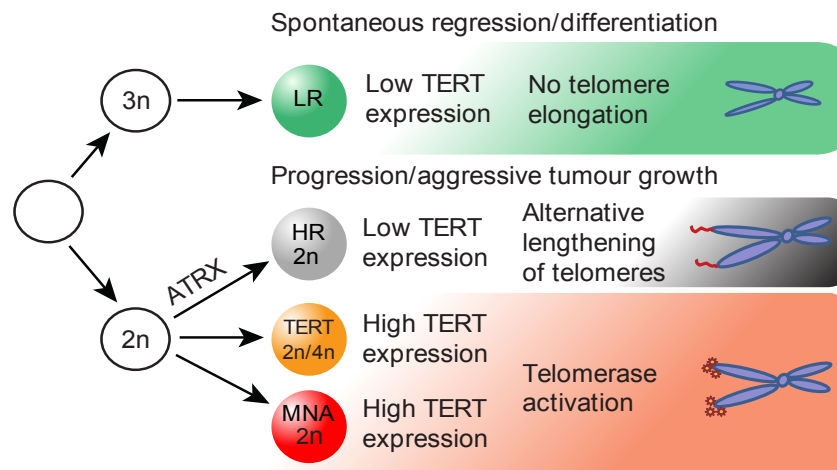 Spontaneous regression/differentiation
3n
LR
Low TERT
expression
No telomere
elongation
Progression/aggressive tumour growth
ATRX
HR
2n
Low TERT
expression
Alternative
lengthening
of telomeres
2n
TERT
2n/4n
High TERT
expression
Telomerase
activation
MNA
2n
High TERT
expression